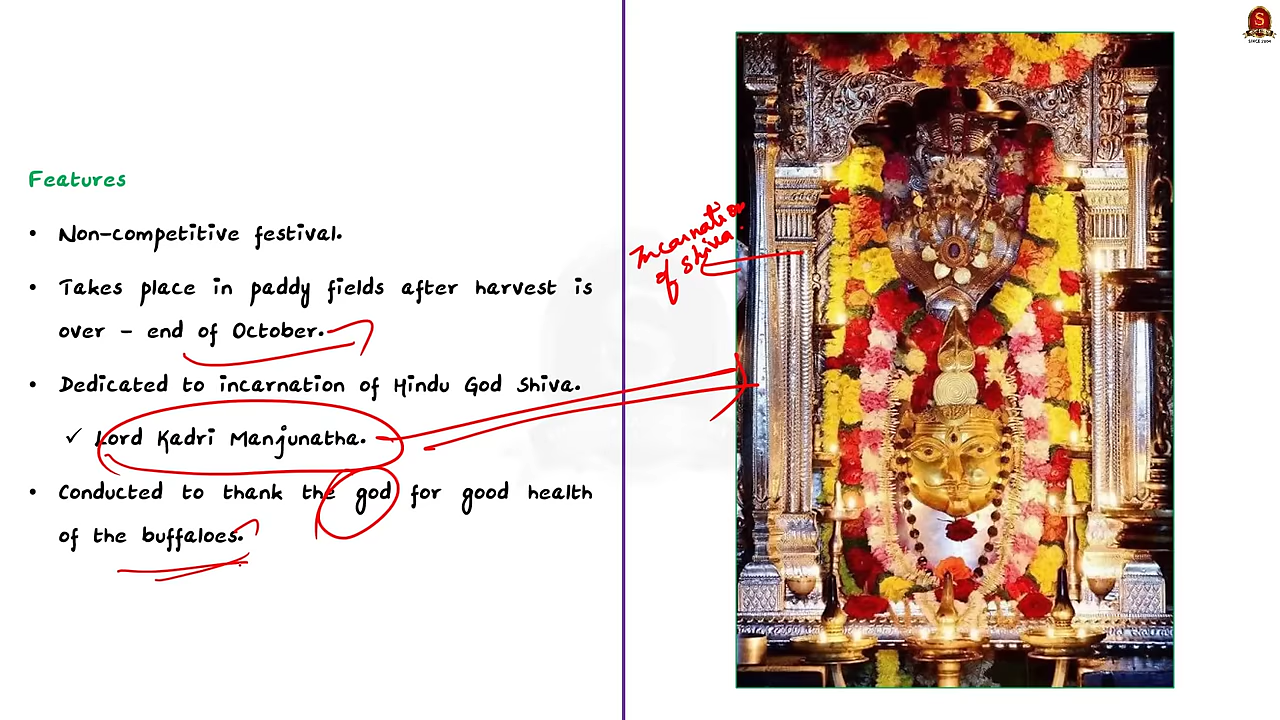 Features
• Non-competitive festival.
• Takes place in paddy fields after harvest is
over – end of October.
• Dedicated to incarnation of Hindu God Shiva.
✓ Lord Kadri Manjunatha.
• Conducted to thank the god for good health
of the buffaloes.
Incarnation
of Shiva.
S
SINCE 2004